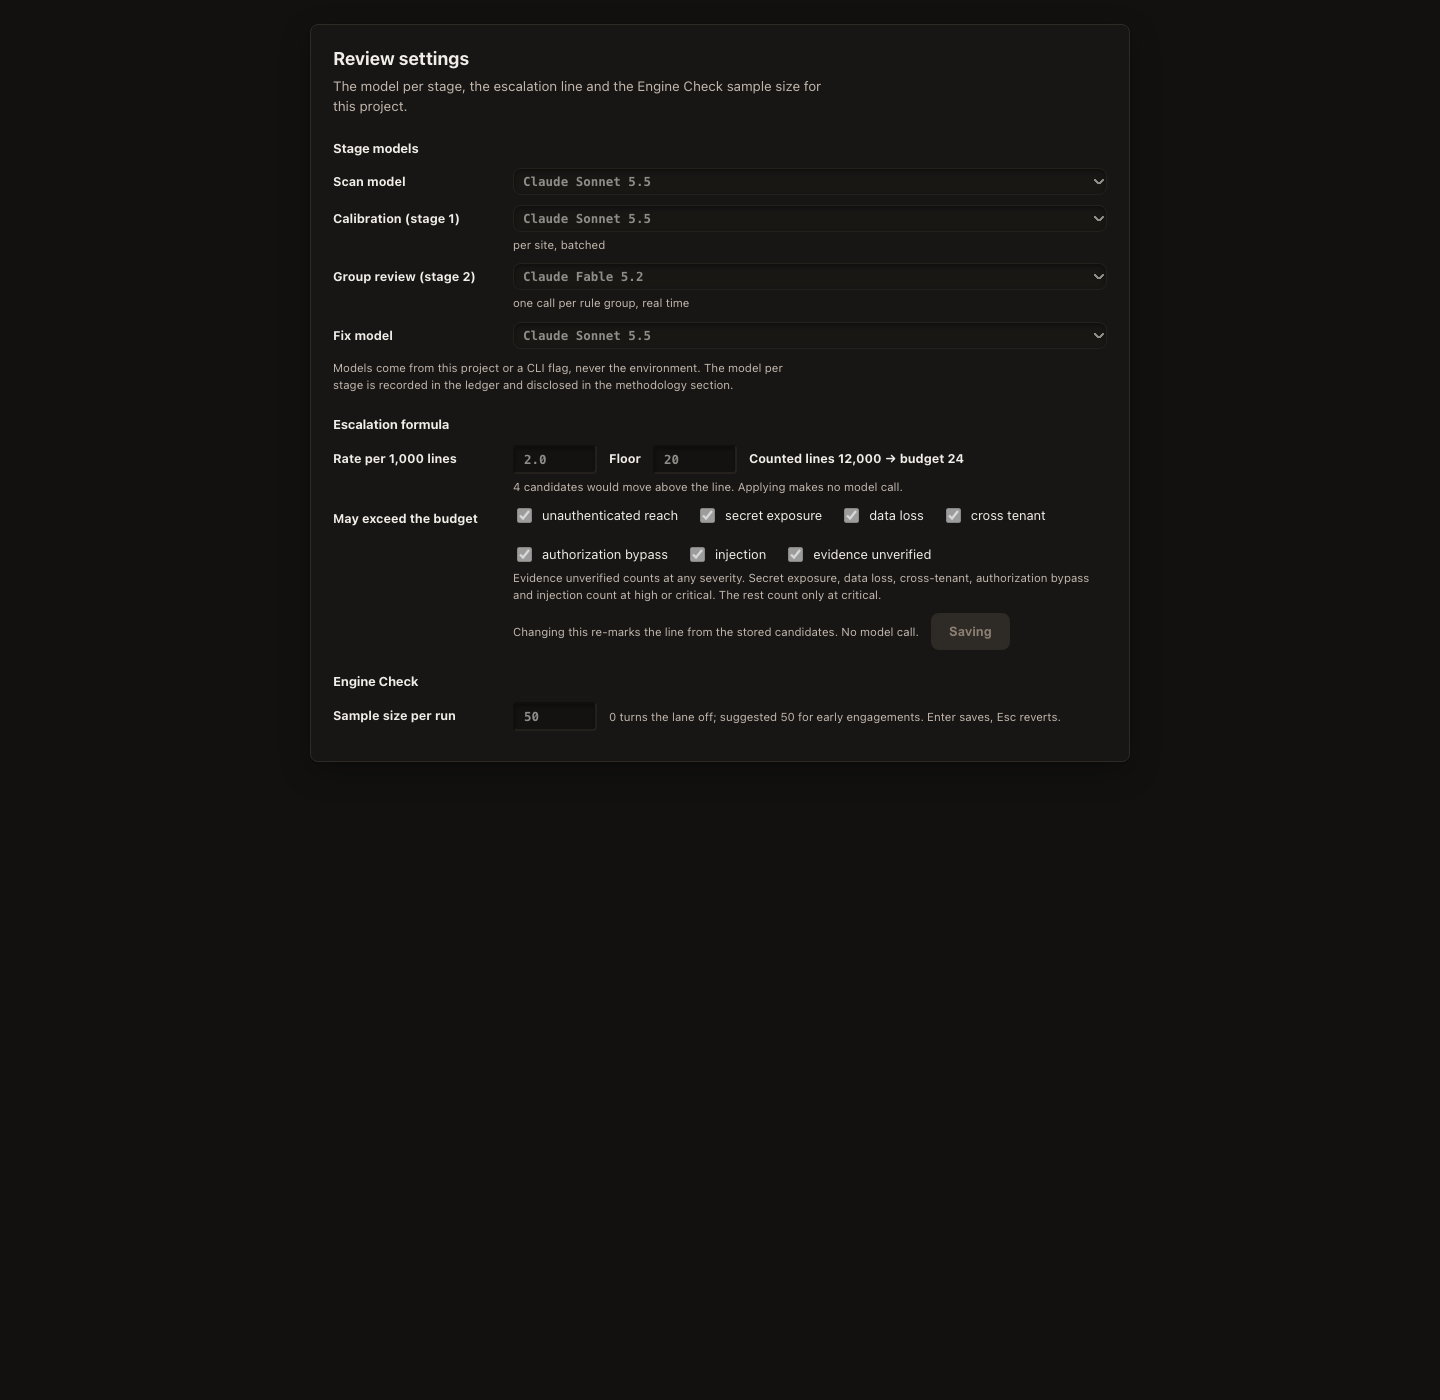 Review settings
The model per stage, the escalation line and the Engine Check sample size for
this project.
Stage models
Scan model
Claude Sonnet 5.5
Calibration (stage 1)
Claude Sonnet 5.5
per site, batched
Group review (stage 2)
Claude Fable 5.2
one call per rule group, real time
Fix model
Claude Sonnet 5.5
Models come from this project or a CLI flag, never the environment. The model per
stage is recorded in the ledger and disclosed in the methodology section.
Escalation formula
Rate per 1,000 lines 2.0 Floor 20 Counted lines 12,000 → budget 24
4 candidates would move above the line. Applying makes no model call.
May exceed the budget unauthenticated reach secret exposure data loss cross tenant
authorization bypass injection evidence unverified
Evidence unverified counts at any severity. Secret exposure, data loss, cross-tenant, authorization bypass
and injection count at high or critical. The rest count only at critical.
Changing this re-marks the line from the stored candidates. No model call. Saving
Engine Check
Sample size per run 50 0 turns the lane off; suggested 50 for early engagements. Enter saves, Esc reverts.